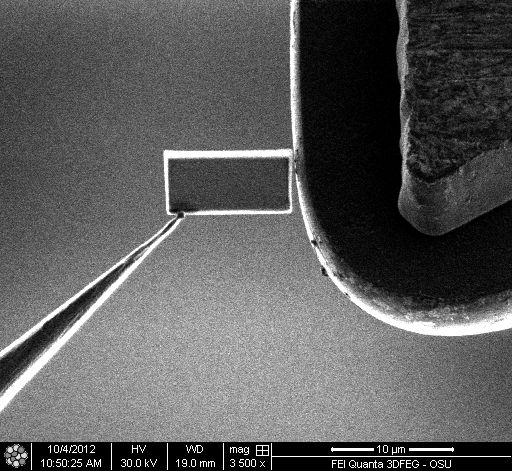 10/4/2012 HV WD mag 10 µm
10:50:25 AM 30.0 kV 19.0 mm 3 500 x FEI Quanta 3DFEG - OSU